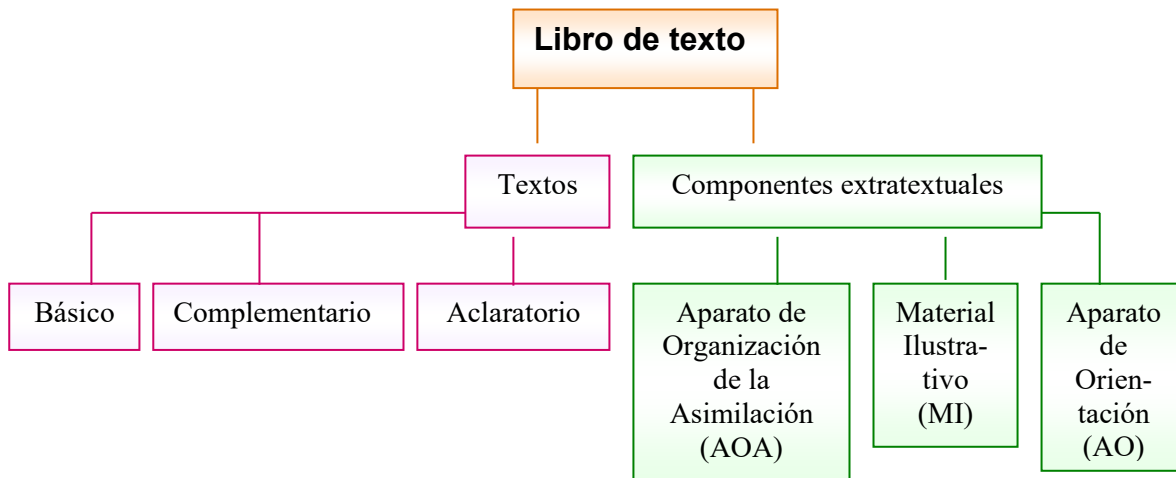 Libro de texto
Textos
Componentes extratextuales
Básico
Complementario
Aclaratorio
Aparato de
Organización
de la
Asimilación
(AOA)
Material
Ilustra-
tivo
(MI)
Aparato
de
Orien-
tación
(AO)